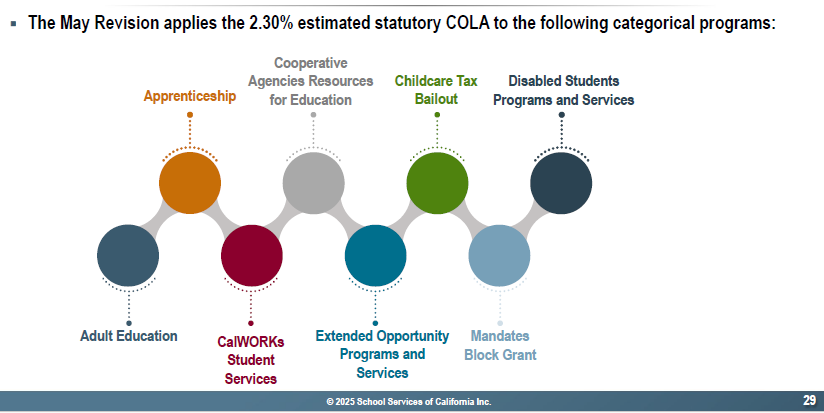 ▪ The May Revision applies the 2.30% estimated statutory COLA to the following categorical programs:
Cooperative
Agencies Resources
for Education
Apprenticeship
Childcare Tax
Bailout
Disabled Students
Programs and Services
Adult Education
CalWORKs
Student
Services
Extended Opportunity
Programs and
Services
Mandates
Block Grant
© 2025 School Services of California Inc.
29